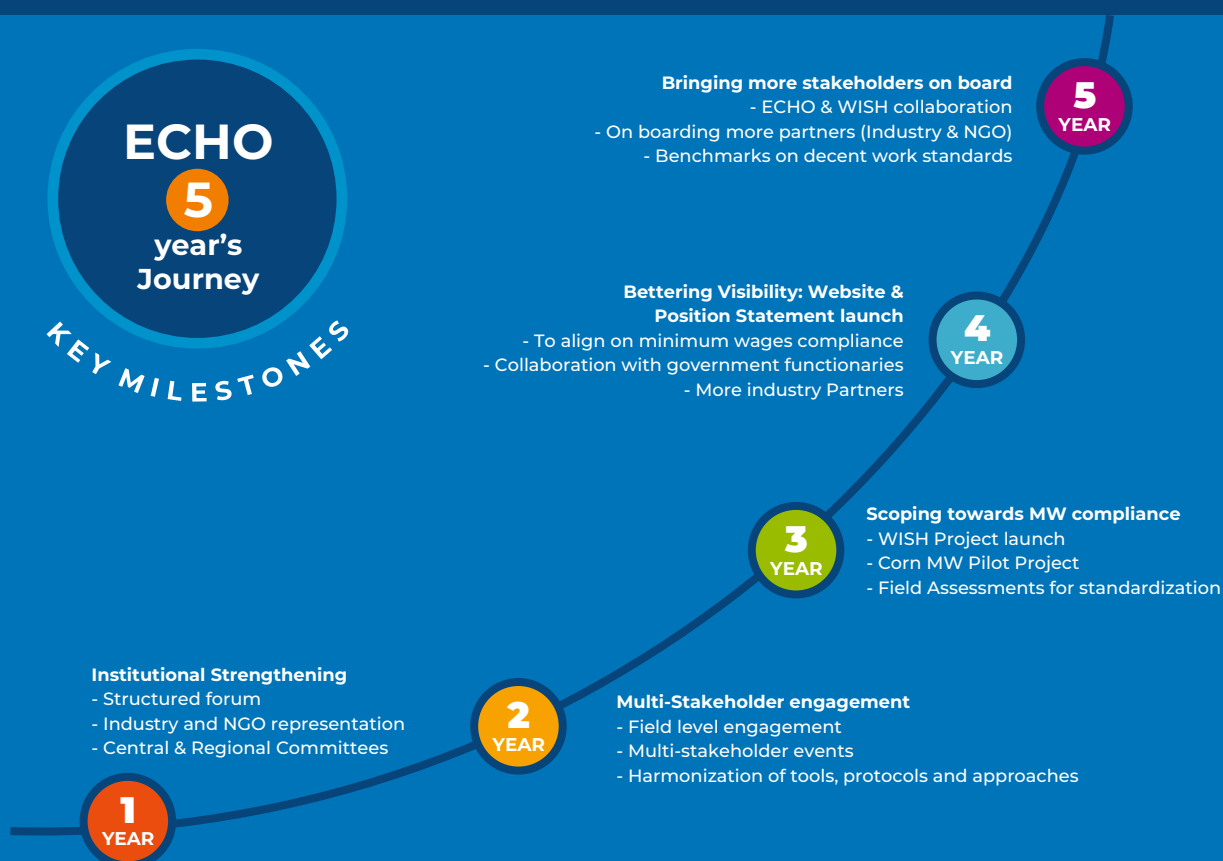 ECHO
5
year's
Journey
KEY MILESTONES
Bringing more stakeholders on board
- ECHO & WISH collaboration
- On boarding more partners (Industry & NGO)
- Benchmarks on decent work standards
5
YEAR
Bettering Visibility: Website &
Position Statement launch
- To align on minimum wages compliance
- Collaboration with government functionaries
- More industry Partners
4
YEAR
3
YEAR
Scoping towards MW compliance
- WISH Project launch
- Corn MW Pilot Project
- Field Assessments for standardization
Institutional Strengthening
- Structured forum
- Industry and NGO representation
- Central & Regional Committees
2
YEAR
Multi-Stakeholder engagement
- Field level engagement
- Multi-stakeholder events
- Harmonization of tools, protocols and approaches
1
YEAR